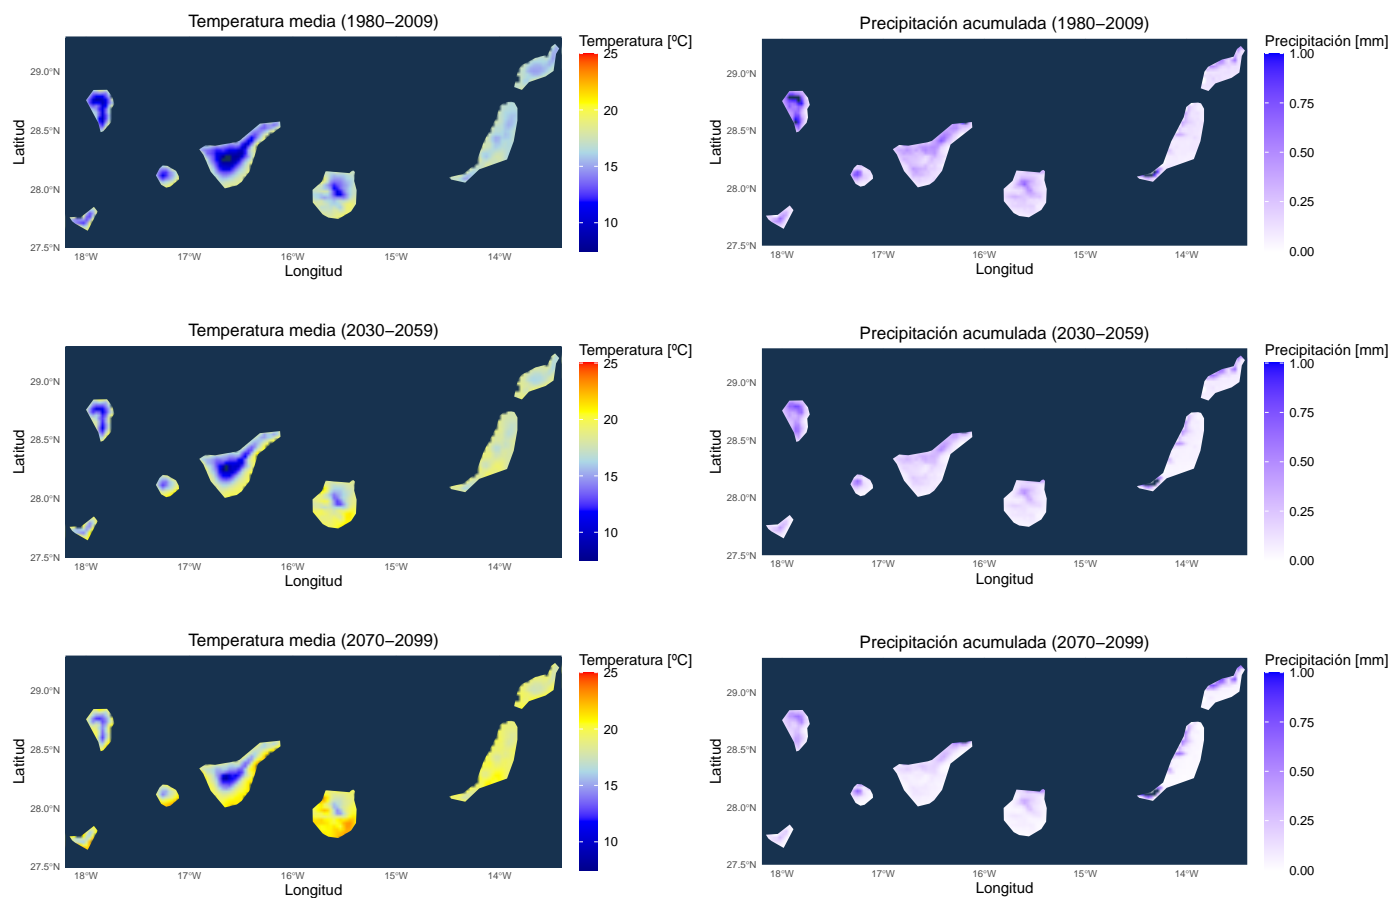 Temperatura media (1980−2009)
Temperatura [ºC]
25
20
15
10
29.0°N
28.5°N
28.0°N
27.5°N
Latitud
18°W
17°W
16°W
15°W
14°W
Longitud
Precipitación acumulada (1980−2009)
Precipitación [mm]
1.00
0.75
0.50
0.25
0.00
29.0°N
28.5°N
28.0°N
27.5°N
Latitud
18°W
17°W
16°W
15°W
14°W
Longitud
Temperatura media (2030−2059)
Temperatura [ºC]
25
20
15
10
29.0°N
28.5°N
28.0°N
27.5°N
Latitud
18°W
17°W
16°W
15°W
14°W
Longitud
Precipitación acumulada (2030−2059)
Precipitación [mm]
1.00
0.75
0.50
0.25
0.00
29.0°N
28.5°N
28.0°N
27.5°N
Latitud
18°W
17°W
16°W
15°W
14°W
Longitud
Temperatura media (2070−2099)
Temperatura [ºC]
25
20
15
10
29.0°N
28.5°N
28.0°N
27.5°N
Latitud
18°W
17°W
16°W
15°W
14°W
Longitud
Precipitación acumulada (2070−2099)
Precipitación [mm]
1.00
0.75
0.50
0.25
0.00
29.0°N
28.5°N
28.0°N
27.5°N
Latitud
18°W
17°W
16°W
15°W
14°W
Longitud